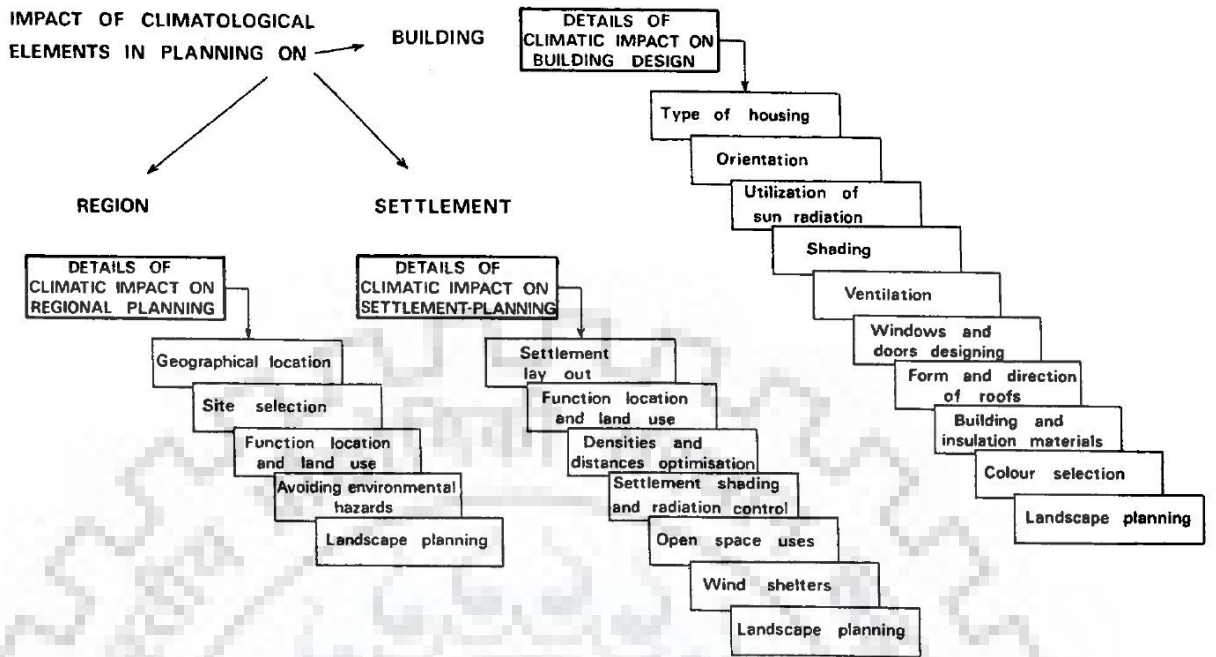 IMPACT OF CLIMATOLOGICAL
ELEMENTS IN PLANNING ON
BUILDING
DETAILS OF
CLIMATIC IMPACT ON
BUILDING DESIGN
Type of housing
Orientation
Utilization of
sun radiation
Shading
Ventilation
Windows and
doors designing
Form and direction
of roofs
Building and
insulation materials
Colour selection
Landscape planning
REGION
DETAILS OF
CLIMATIC IMPACT ON
REGIONAL PLANNING
Geographical location
Site selection
Function location
and land use
Avoiding environmental
hazards
Landscape planning
SETTLEMENT
DETAILS OF
CLIMATIC IMPACT ON
SETTLEMENT-PLANNING
Settlement
lay out
Function location
and land use
Densities and
distances optimisation
Settlement shading
and radiation control
Open space uses
Wind shelters
Landscape planning